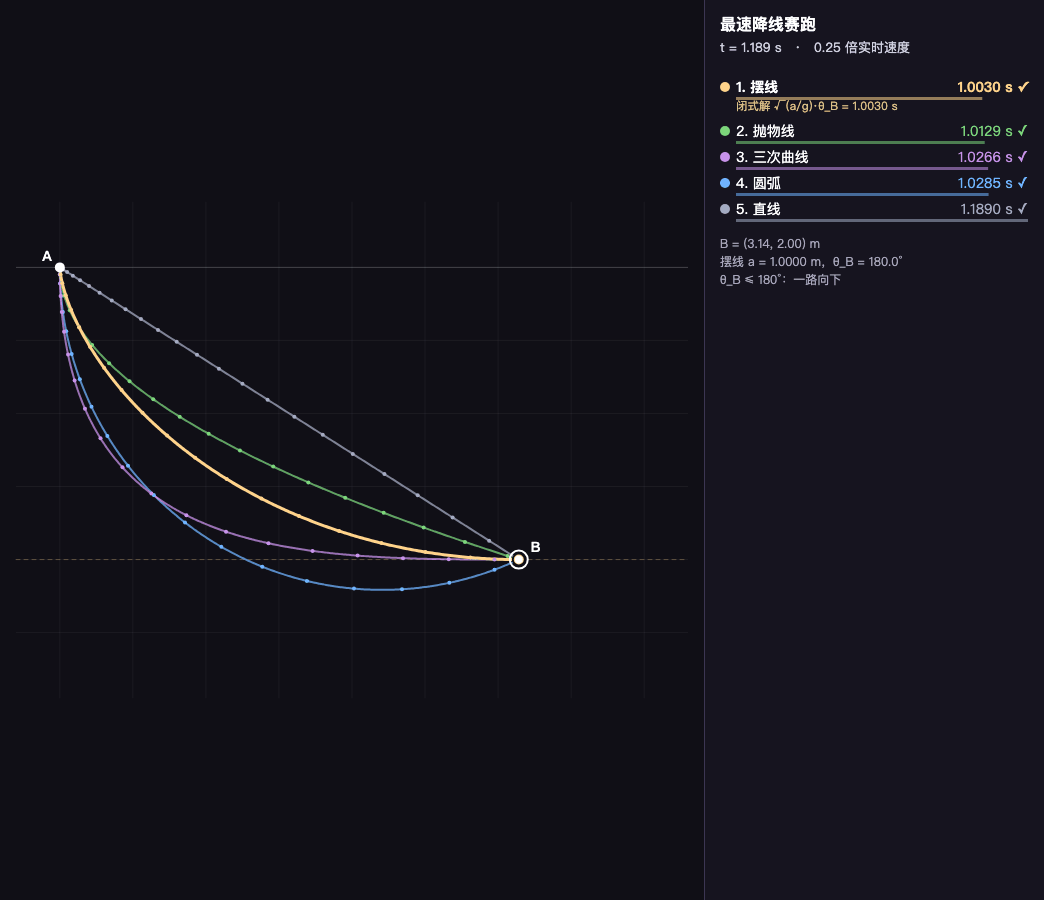 A
B
最速降线赛跑
t = 1.189 s · 0.25 倍实时速度
1. 摆线 1.0030 s ✓
闭式解 √(a/g)·θ_B = 1.0030 s
2. 抛物线 1.0129 s ✓
3. 三次曲线 1.0266 s ✓
4. 圆弧 1.0285 s ✓
5. 直线 1.1890 s ✓
B = (3.14, 2.00) m
摆线 a = 1.0000 m, θ_B = 180.0°
θ_B ≤ 180°: 一路向下